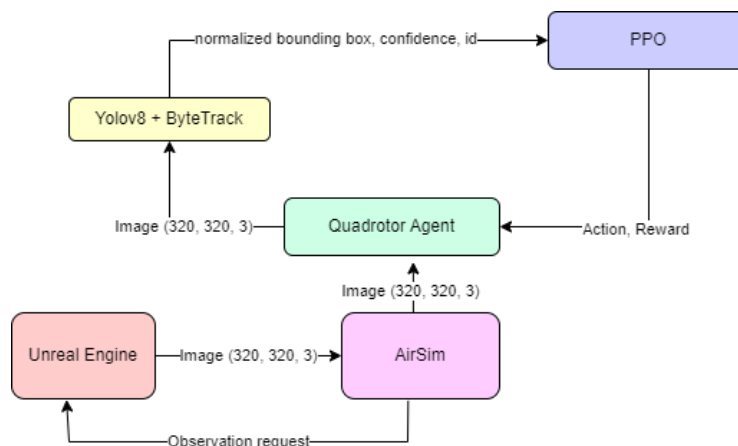 normalized bounding box, confidence, id
PPO
Yolov8 + ByteTrack
Image (320, 320, 3)
Quadrotor Agent
Action, Reward
Image (320, 320, 3)
Unreal Engine
Image (320, 320, 3)
AirSim
Observation request